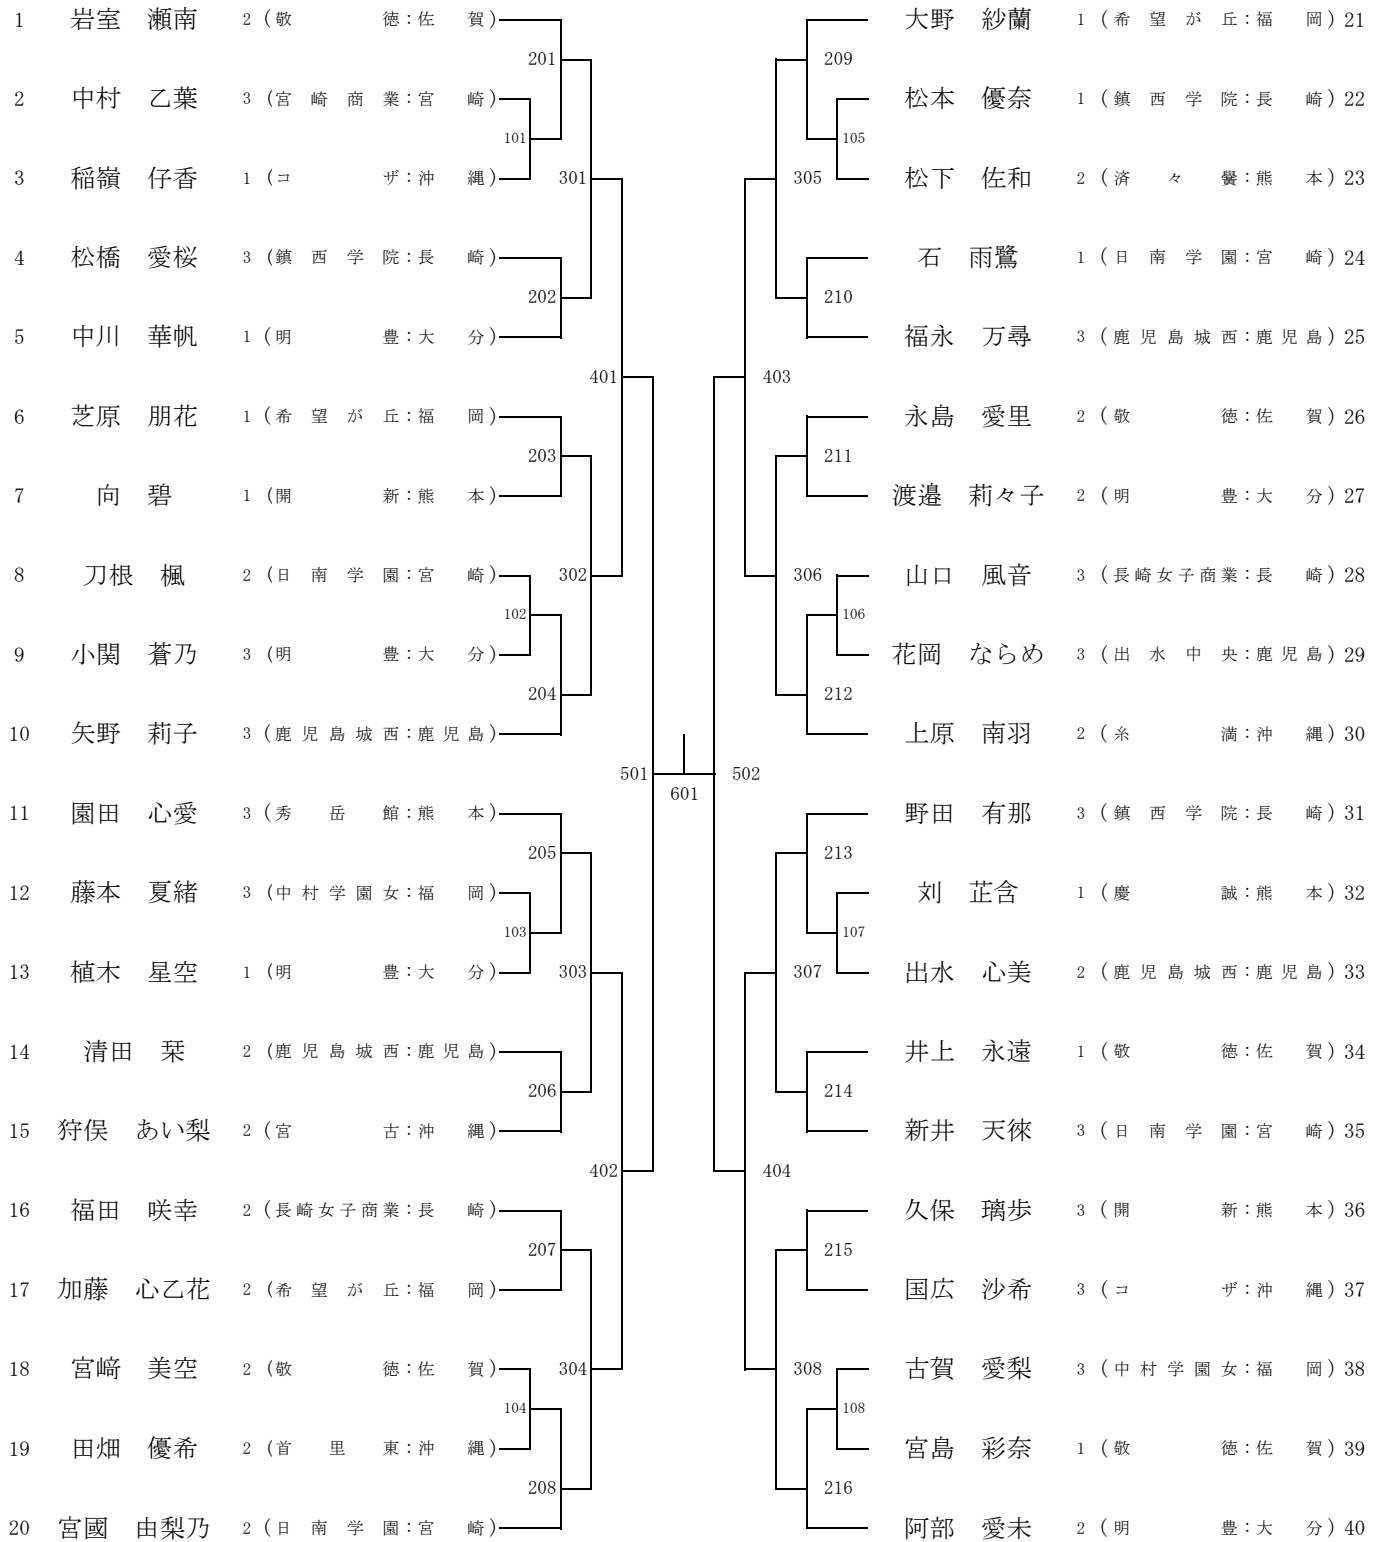 1 岩室 瀬南 2 (敬徳:佐賀)
201
2 中村 乙葉 3 (宮崎商業:宮崎)
101
3 稲嶺 仔香 1 (コザ:沖縄)
301
4 松橋 愛桜 3 (鎮西学院:長崎)
202
5 中川 華帆 1 (明豊:大分)
401
6 芝原 朋花 1 (希望が丘:福岡)
203
7 向 碧 1 (開新:熊本)
8 刀根 楓 2 (日南学園:宮崎)
302
102
9 小関 蒼乃 3 (明豊:大分)
204
10 矢野 莉子 3 (鹿児島城西:鹿児島)
501
601
11 園田 心愛 3 (秀岳館:熊本)
205
12 藤本 夏緒 3 (中村学園女:福岡)
103
13 植木 星空 1 (明豊:大分)
303
14 清田 栞 2 (鹿児島城西:鹿児島)
206
15 狩俣 あい梨 2 (宮古:沖縄)
402
16 福田 咲幸 2 (長崎女子商業:長崎)
207
17 加藤 心乙花 2 (希望が丘:福岡)
18 宮﨑 美空 2 (敬徳:佐賀)
304
104
19 田畑 優希 2 (首里東:沖縄)
208
20 宮國 由梨乃 2 (日南学園:宮崎)
大野 紗蘭 1 (希望が丘:福岡) 21
209
松本 優奈 1 (鎮西学院:長崎) 22
105
松下 佐和 2 (済々黌:熊本) 23
305
石 雨鷺 1 (日南学園:宮崎) 24
210
福永 万尋 3 (鹿児島城西:鹿児島) 25
403
永島 愛里 2 (敬徳:佐賀) 26
211
渡邉 莉々子 2 (明豊:大分) 27
306
山口 風音 3 (長崎女子商業:長崎) 28
106
花岡 ならめ 3 (出水中央:鹿児島) 29
212
上原 南羽 2 (糸満:沖縄) 30
502
野田 有那 3 (鎮西学院:長崎) 31
213
刘 芷含 1 (慶誠:熊本) 32
107
出水 心美 2 (鹿児島城西:鹿児島) 33
307
井上 永遠 1 (敬徳:佐賀) 34
214
新井 天徠 3 (日南学園:宮崎) 35
404
久保 璃歩 3 (開新:熊本) 36
215
国広 沙希 3 (コザ:沖縄) 37
308
古賀 愛梨 3 (中村学園女:福岡) 38
108
宮島 彩奈 1 (敬徳:佐賀) 39
216
阿部 愛未 2 (明豊:大分) 40